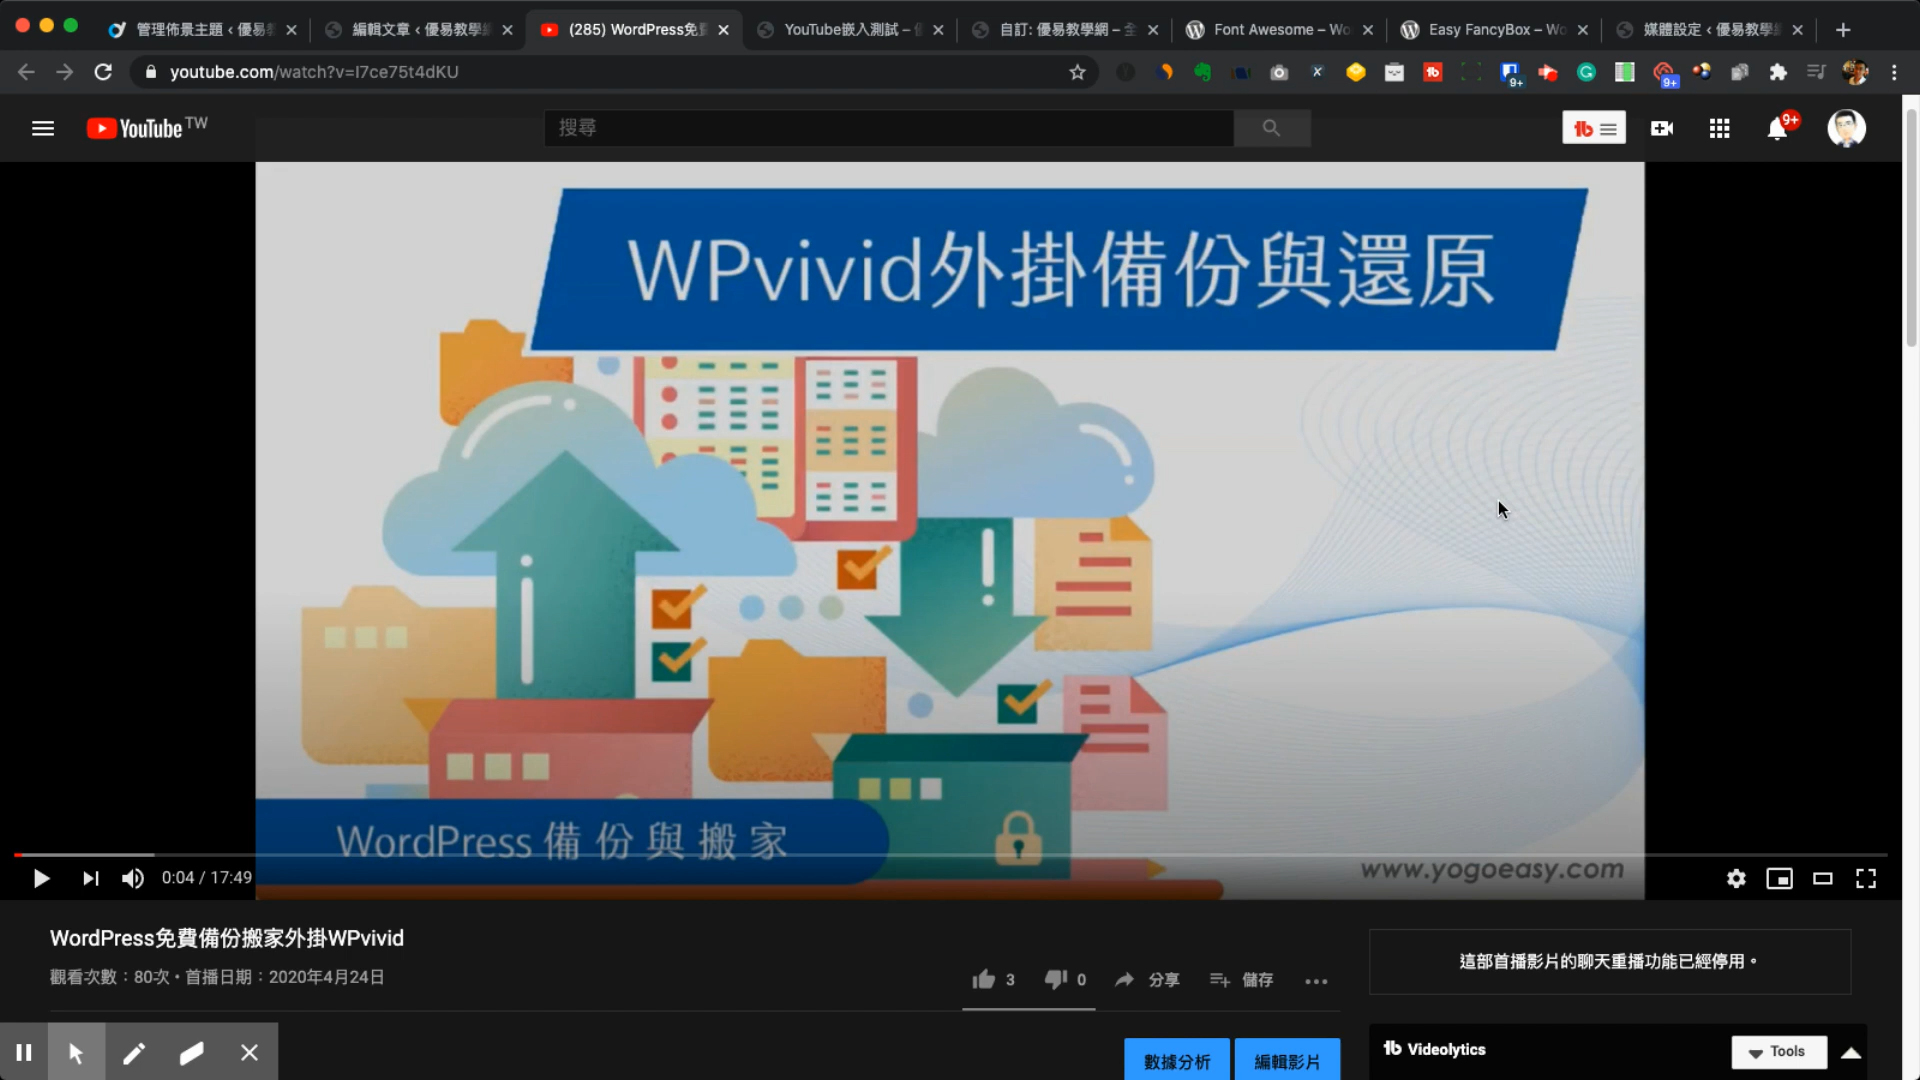 管理佈景主題 ‹ 優易
編輯文章 ‹ 優易教學
(285) WordPress免
YouTube嵌入測試 –
自訂: 優易教學網 – 全
Font Awesome – Wo
Easy FancyBox – Wo
媒體設定 ‹ 優易教學
youtube.com/watch?v=I7ce75t4dKU
9+
9+
YouTube TW
搜尋
9+
WPvivid外掛備份與還原
WordPress 備份與搬家
www.yogoeasy.com
0:04 / 17:49
WordPress免費備份搬家外掛WPvivid
觀看次數：80次 • 首播日期：2020年4月24日
3
0
分享
儲存
這部首播影片的聊天重播功能已經停用。
數據分析
編輯影片
Videolytics
Tools